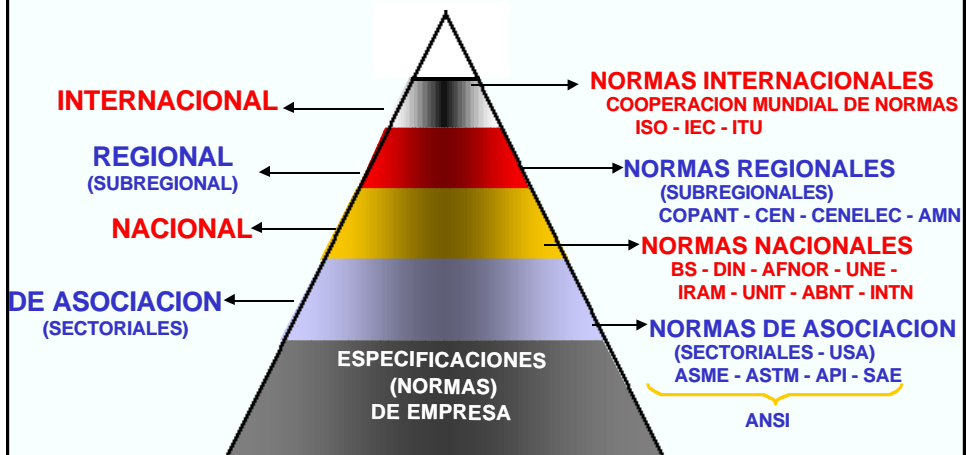 INTERNACIONAL
NORMAS INTERNACIONALES
COOPERACION MUNDIAL DE NORMAS
ISO - IEC - ITU
REGIONAL
(SUBREGIONAL)
NORMAS REGIONALES
(SUBREGIONALES)
COPANT - CEN - CENELEC - AMN
NACIONAL
NORMAS NACIONALES
BS - DIN - AFNOR - UNE -
IRAM - UNIT - ABNT - INTN
DE ASOCIACION
(SECTORIALES)
NORMAS DE ASOCIACION
(SECTORIALES - USA)
ASME - ASTM - API - SAE
ANSI
ESPECIFICACIONES
(NORMAS)
DE EMPRESA